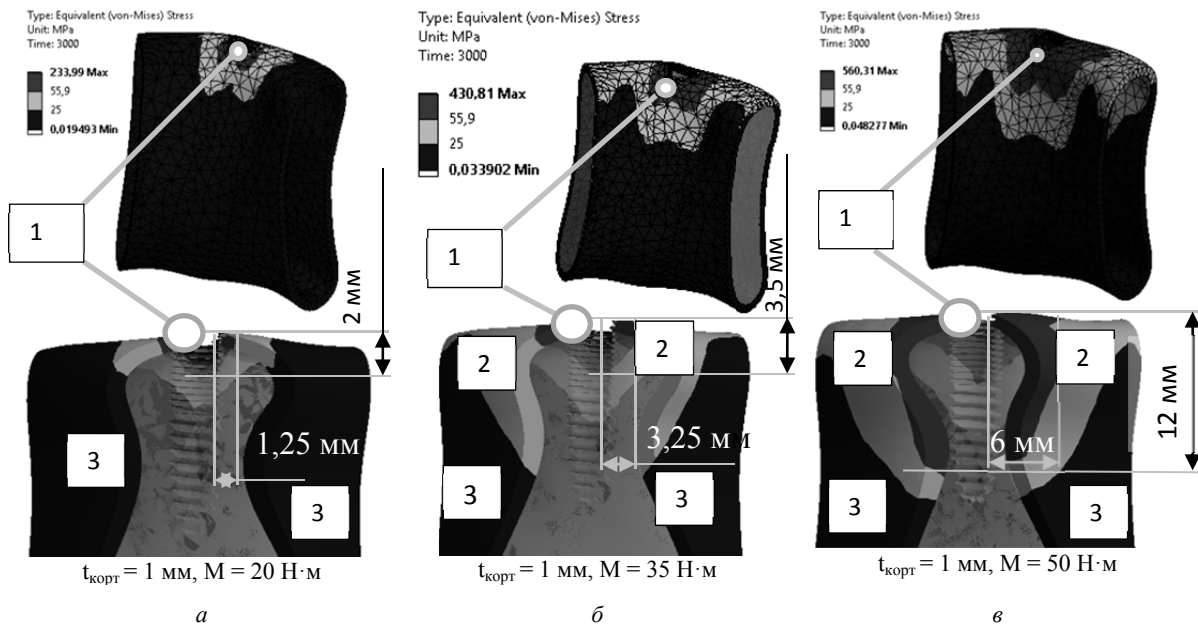 Type: Equivalent (von-Mises) Stress
Unit: MPa
Time: 3000
233,99 Max
55,9
25
0,019493 Min
1
2 мм
3
1,25 мм
3
t корт = 1 мм, M = 20 Н·м
а
Type: Equivalent (von-Mises) Stress
Unit: MPa
Time: 3000
430,81 Max
55,9
25
0,033902 Min
1
3,5 мм
2
2
3,25 мм
3
3
t корт = 1 мм, M = 35 Н·м
б
Type: Equivalent (von-Mises) Stress
Unit: MPa
Time: 3000
560,31 Max
55,9
25
0,048277 Min
1
2
2
12 мм
6 мм
3
3
t корт = 1 мм, M = 50 Н·м
в